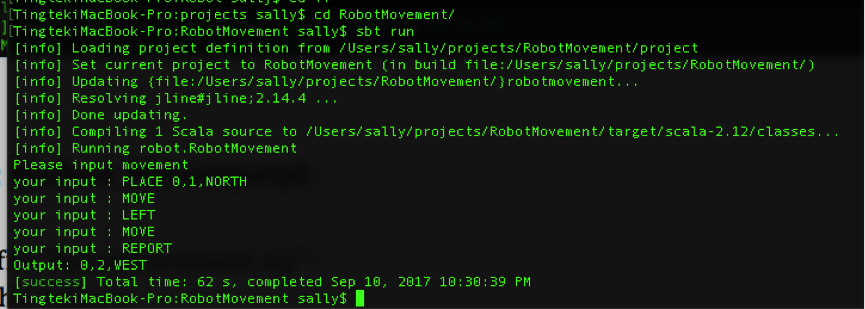 [TingtekiMacBook-Pro:projects sally$ cd RobotMovement/
[TingtekiMacBook-Pro:RobotMovement sally$ sbt run
[info] Loading project definition from /Users/sally/projects/RobotMovement/project
[info] Set current project to RobotMovement (in build file:/Users/sally/projects/RobotMovement/)
[info] Updating {file:/Users/sally/projects/RobotMovement/}robotmovement...
[info] Resolving jline#jline;2.14.4 ...
[info] Done updating.
[info] Compiling 1 Scala source to /Users/sally/projects/RobotMovement/target/scala-2.12/classes...
[info] Running robot.RobotMovement
Please input movement
your input : PLACE 0,1,NORTH
your input : MOVE
your input : LEFT
your input : MOVE
your input : REPORT
Output: 0,2,WEST
[success] Total time: 62 s, completed Sep 10, 2017 10:30:39 PM
TingtekiMacBook-Pro:RobotMovement sally$